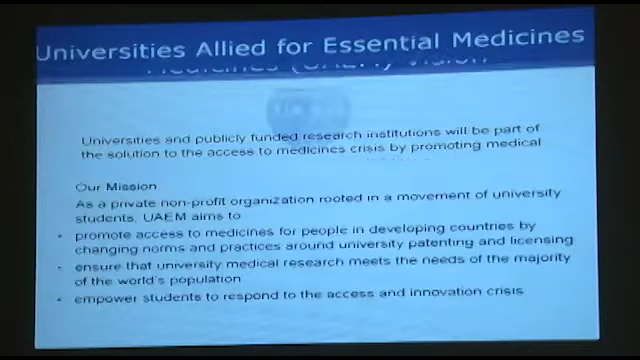 Universities Allied for Essential Medicines
Medicines (UAEM) Vision
Universities and publicly funded research institutions will be part of
the solution to the access to medicines crisis by promoting medical
Our Mission
As a private non-profit organization rooted in a movement of university
students, UAEM aims to
- promote access to medicines for people in developing countries by
changing norms and practices around university patenting and licensing
- ensure that university medical research meets the needs of the majority
of the world's population
- empower students to respond to the access and innovation crisis